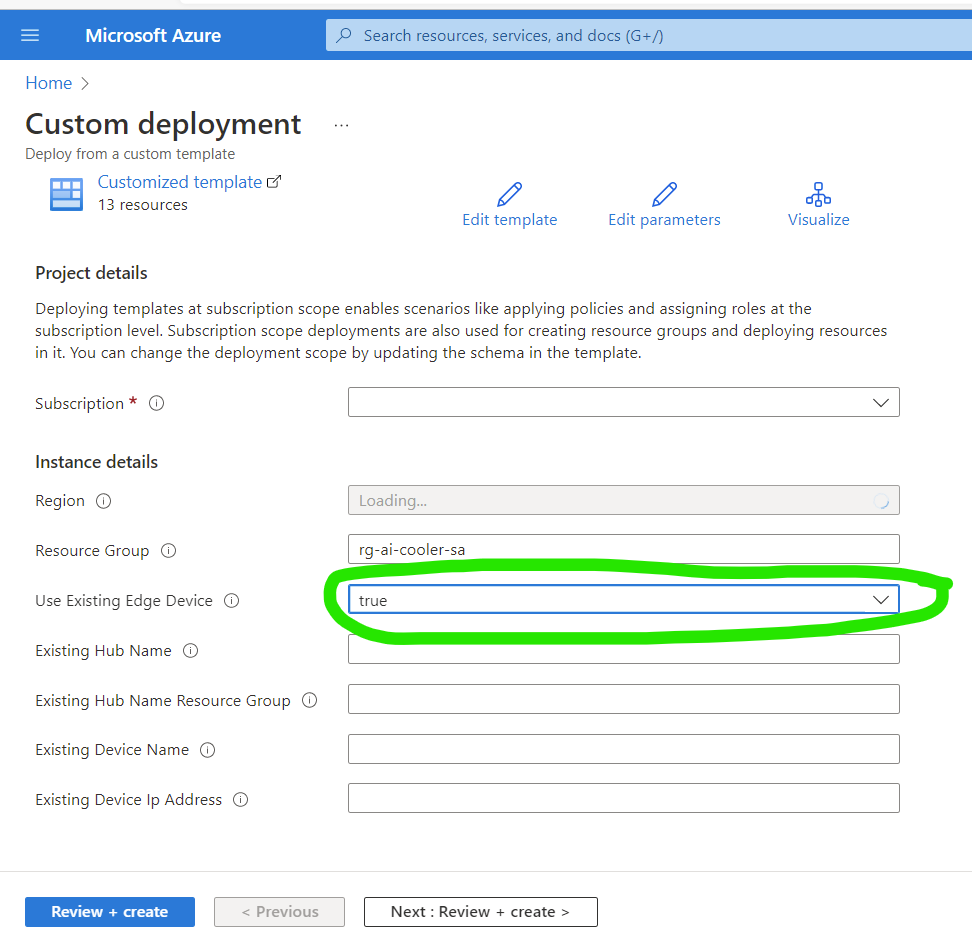 Microsoft Azure
Search resources, services, and docs (G+/)
Home
Custom deployment
...
Deploy from a custom template
Customized template
13 resources
Edit template
Edit parameters
Visualize
Project details
Deploying templates at subscription scope enables scenarios like applying policies and assigning roles at the
subscription level. Subscription scope deployments are also used for creating resource groups and deploying resources
in it. You can change the deployment scope by updating the schema in the template.
Subscription *
Instance details
Region
Loading...
Resource Group
rg-ai-cooler-sa
Use Existing Edge Device
true
Existing Hub Name
Existing Hub Name Resource Group
Existing Device Name
Existing Device Ip Address
Review + create
< Previous
Next : Review + create >